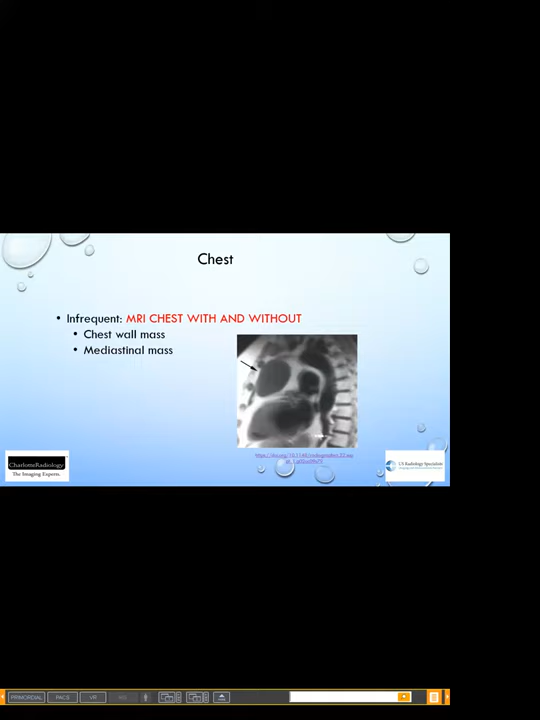 Chest
• Infrequent: MRI CHEST WITH AND WITHOUT
• Chest wall mass
• Mediastinal mass
CharlotteRadiology
The Imaging Experts.
US Radiology Specialists
PRIMORDIAL
PACS
VR